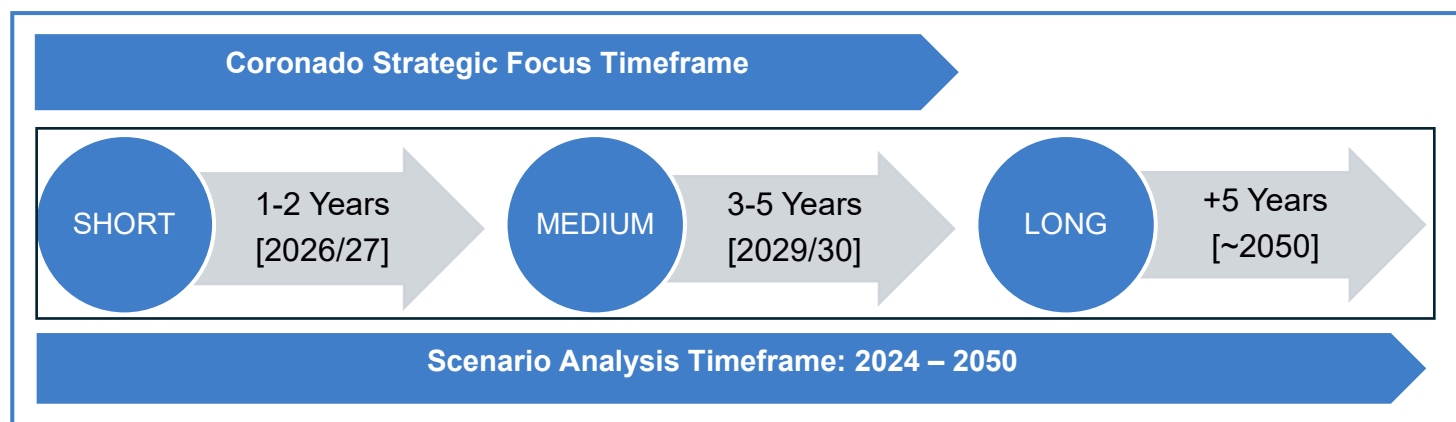 Coronado Strategic Focus Timeframe
SHORT
1-2 Years
[2026/27]
MEDIUM
3-5 Years
[2029/30]
LONG
+5 Years
[~2050]
Scenario Analysis Timeframe: 2024 – 2050